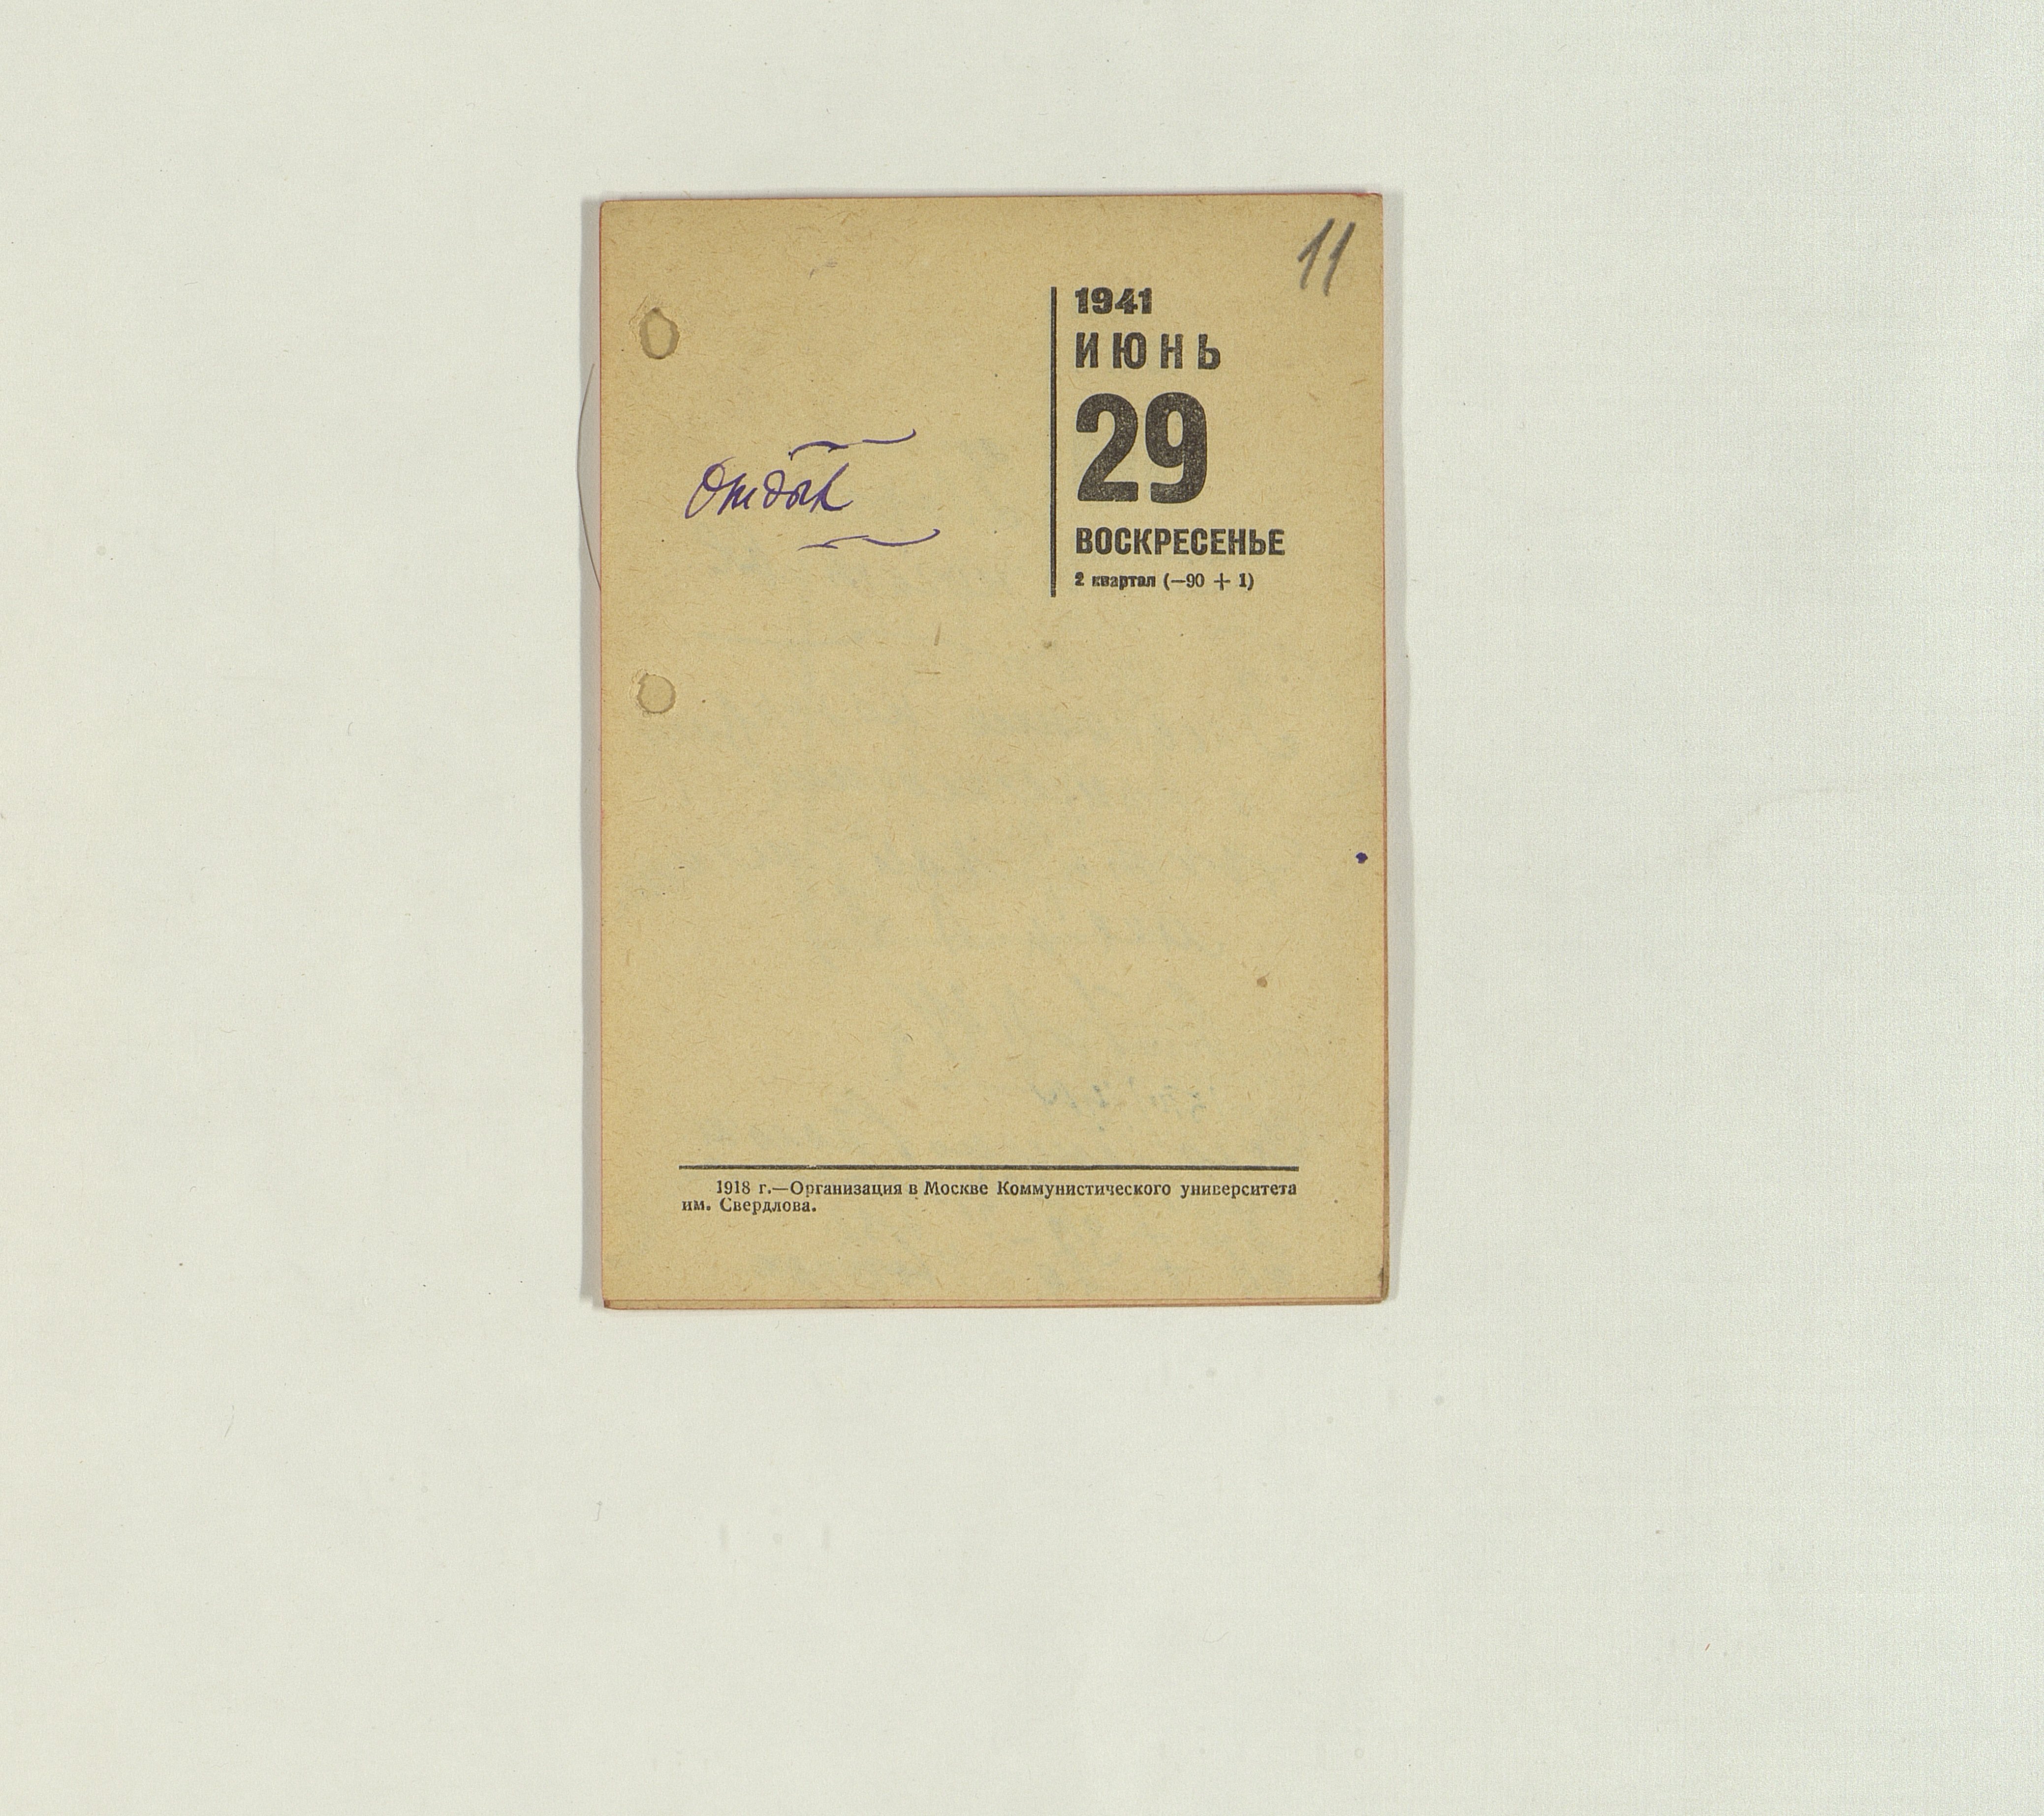 11
1941
ИЮНЬ
29
ВОСКРЕСЕНЬЕ
2 квартал (—90 + 1)
Отдых
1918 г.—Организация в Москве Коммунистического университета
им. Свердлова.